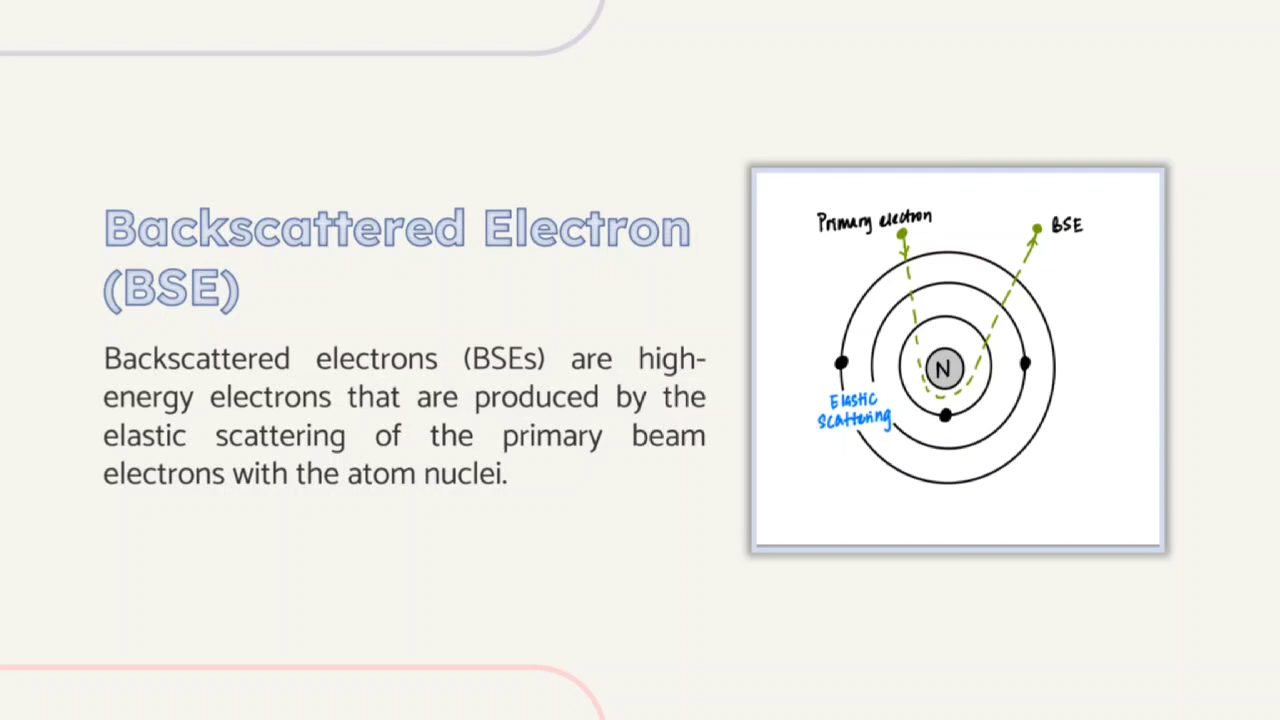 Backscattered Electron
(BSE)
Backscattered electrons (BSEs) are high-
energy electrons that are produced by the
elastic scattering of the primary beam
electrons with the atom nuclei.
Primary electron
BSE
N
Elastic
scattering